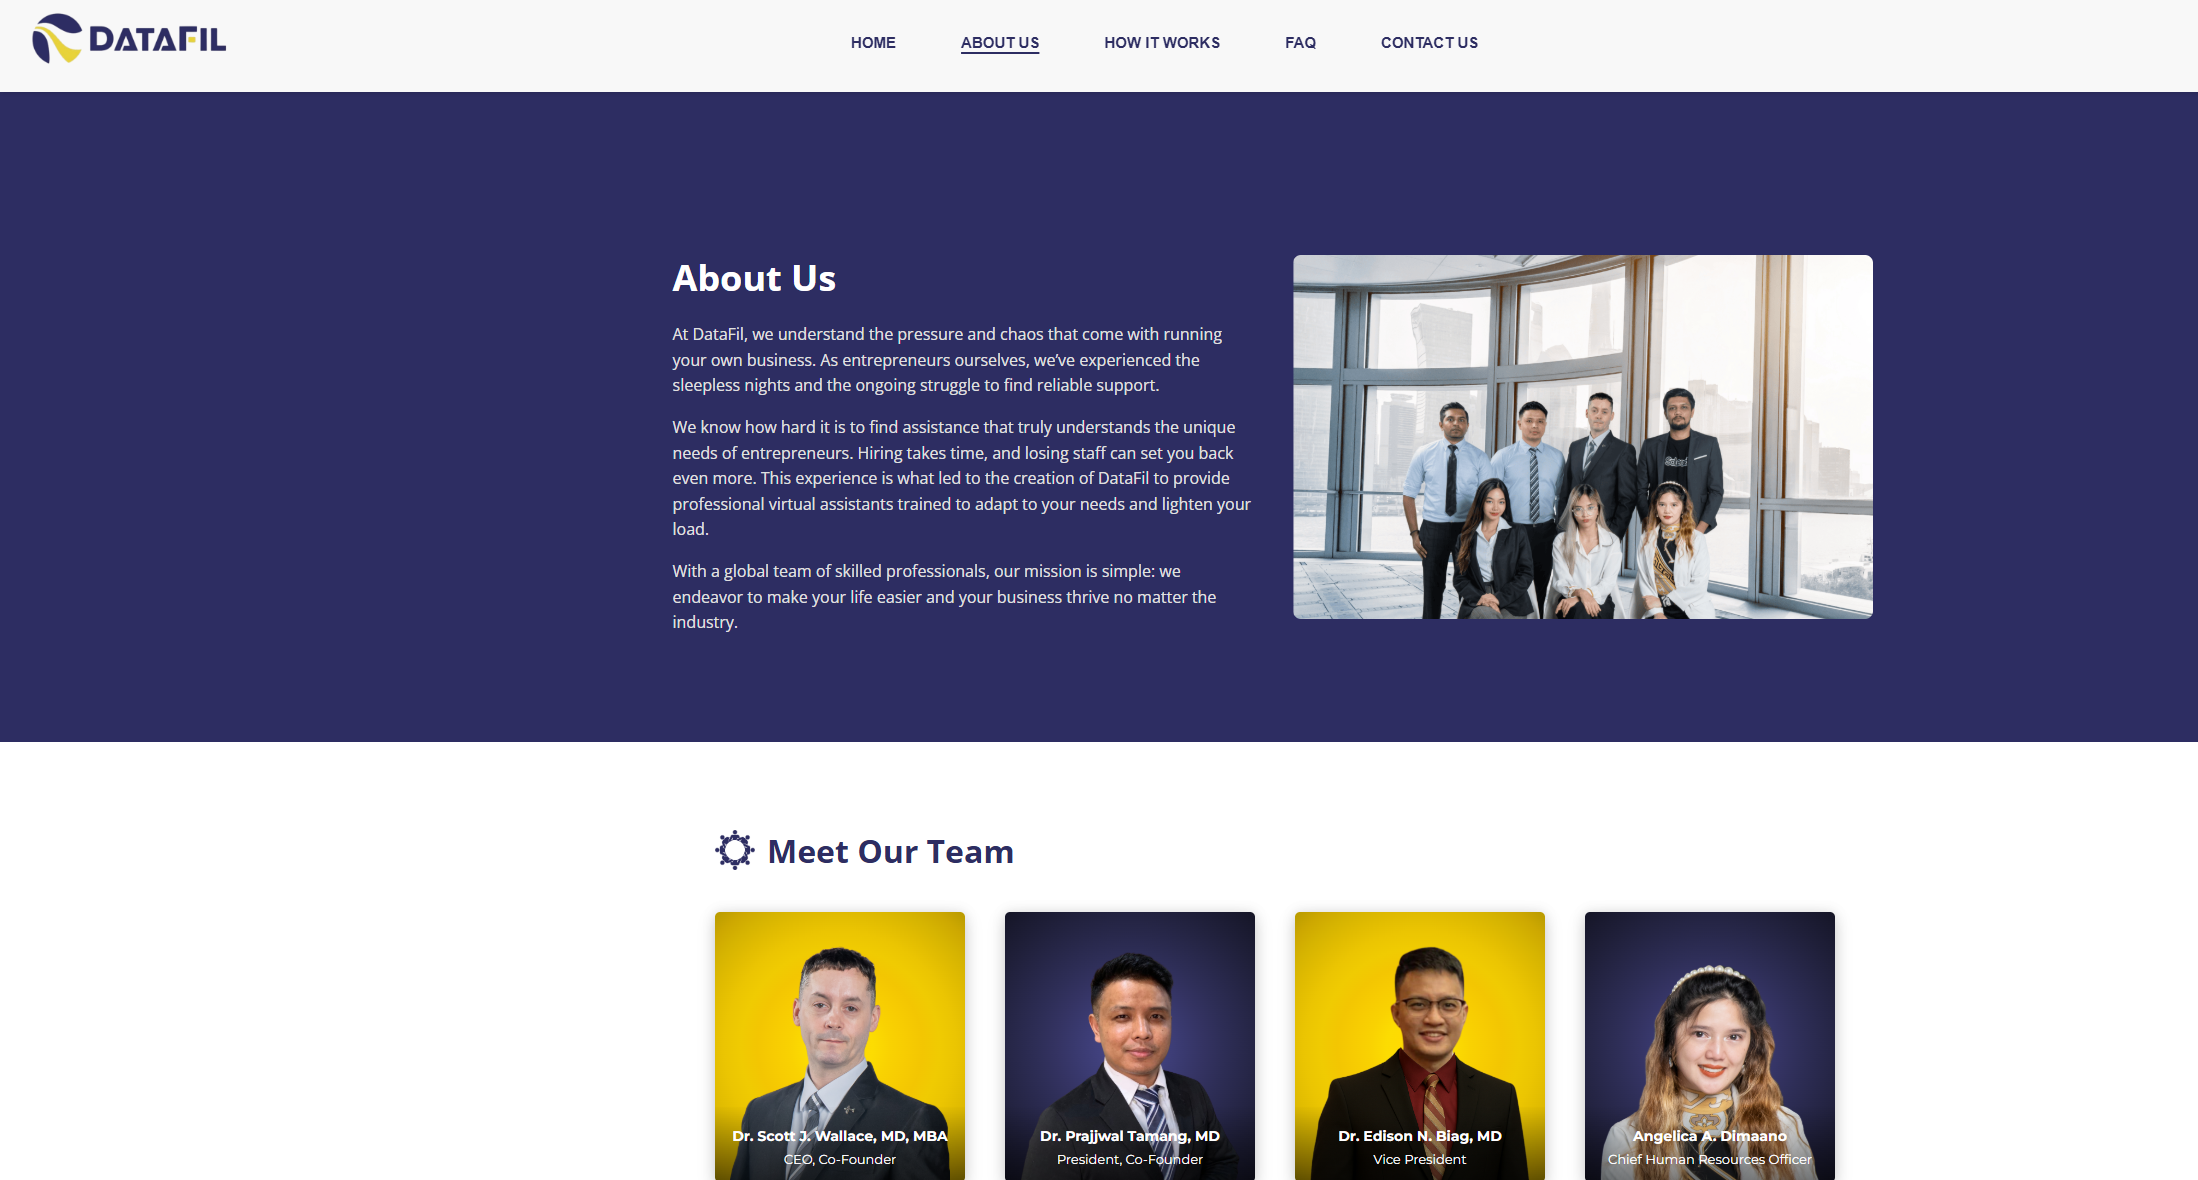 DATAFIL
HOME
ABOUT US
HOW IT WORKS
FAQ
CONTACT US
About Us
At DataFil, we understand the pressure and chaos that come with running
your own business. As entrepreneurs ourselves, we’ve experienced the
sleepless nights and the ongoing struggle to find reliable support.
We know how hard it is to find assistance that truly understands the unique
needs of entrepreneurs. Hiring takes time, and losing staff can set you back
even more. This experience is what led to the creation of DataFil to provide
professional virtual assistants trained to adapt to your needs and lighten your
load.
With a global team of skilled professionals, our mission is simple: we
endeavor to make your life easier and your business thrive no matter the
industry.
Meet Our Team
Dr. Scott J. Wallace, MD, MBA
CEO, Co-Founder
Dr. Prajjwal Tamang, MD
President, Co-Founder
Dr. Edison N. Biag, MD
Vice President
Angelica A. Dimaano
Chief Human Resources Officer